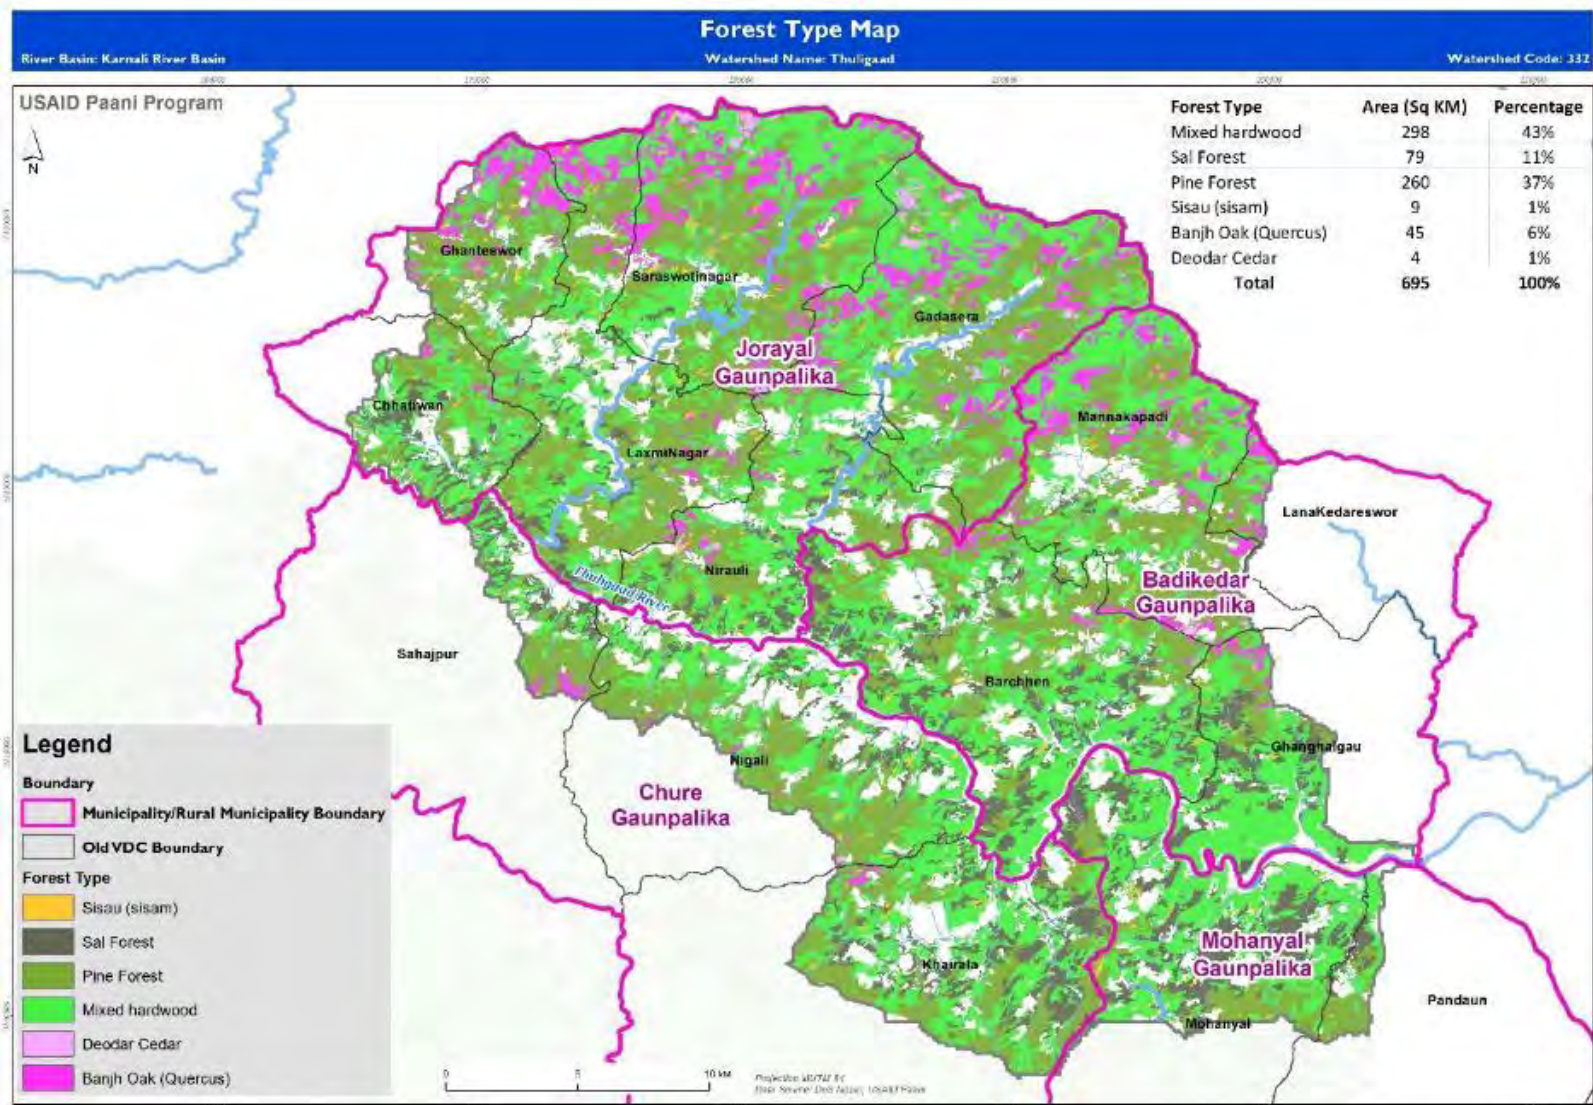 Forest Type Map
River Basin: Karnali River Basin
Watershed Name: Thuligaad
Watershed Code: 332
USAID Paani Program
N
Forest Type Area (Sq KM) Percentage
Mixed hardwood 298 43%
Sal Forest 79 11%
Pine Forest 260 37%
Sisau (sisam) 9 1%
Banjh Oak (Quercus) 45 6%
Deodar Cedar 4 1%
Total 695 100%
Ghanteswor
Saraswotinagar
Gadasera
Jorayal
Gaunpalika
Chhatiwan
Mannakapadi
LaxmiNagar
LanaKedareswor
Nirauli
Thuligaad River
Badikedar
Gaunpalika
Sahajpur
Barchhen
Ghanghalgau
Nigali
Chure
Gaunpalika
Mohanyal
Gaunpalika
Khairala
Pandaun
Mohanyal
Legend
Boundary
Municipality/Rural Municipality Boundary
Old VDC Boundary
Forest Type
Sisau (sisam)
Sal Forest
Pine Forest
Mixed hardwood
Deodar Cedar
Banjh Oak (Quercus)
0 5 10 KM